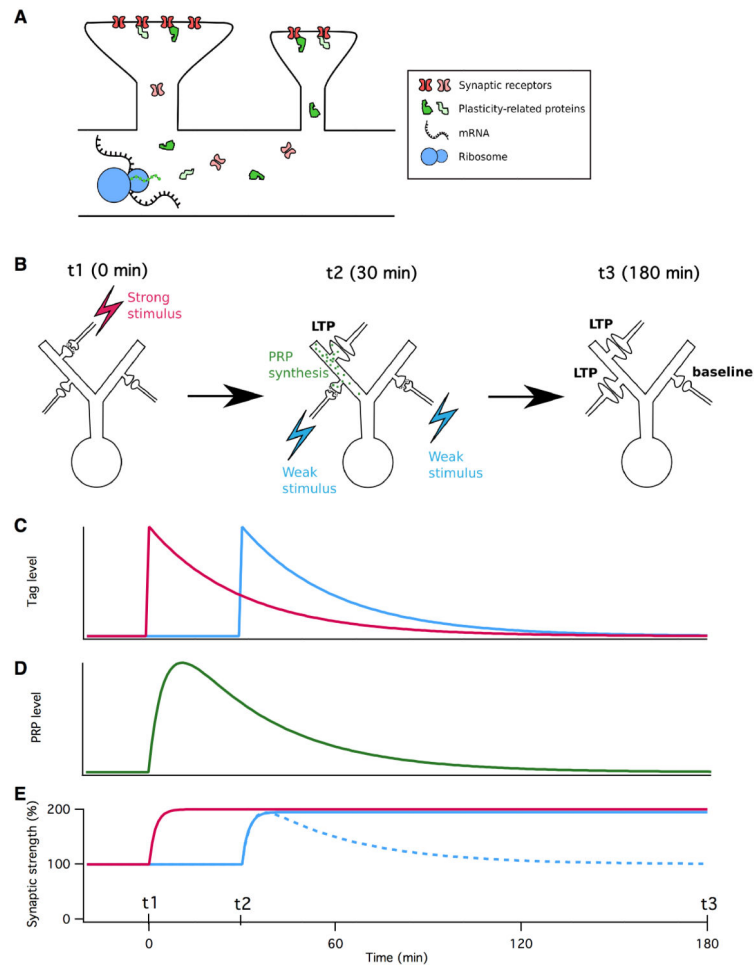 A
Synaptic receptors
Plasticity-related proteins
mRNA
Ribosome
B
t1 (0 min)
t2 (30 min)
t3 (180 min)
Strong
stimulus
LTP
PRP
synthesis
Weak
stimulus
Weak
stimulus
LTP
LTP
baseline
C
Tag level
D
PRP level
E
Synaptic strength (%)
200
100
0
t1
t2
t3
0
60
120
180
Time (min)